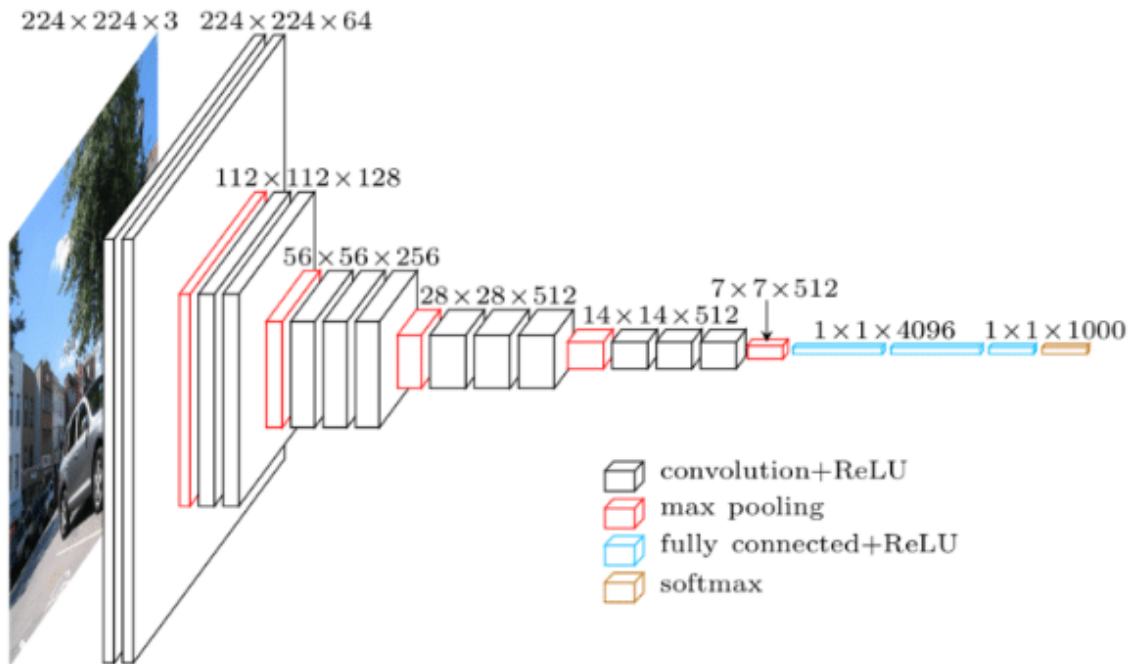 224 × 224 × 3
224 × 224 × 64
112 × 112 × 128
56 × 56 × 256
28 × 28 × 512
14 × 14 × 512
7 × 7 × 512
1 × 1 × 4096
1 × 1 × 1000
convolution+ReLU
max pooling
fully connected+ReLU
softmax